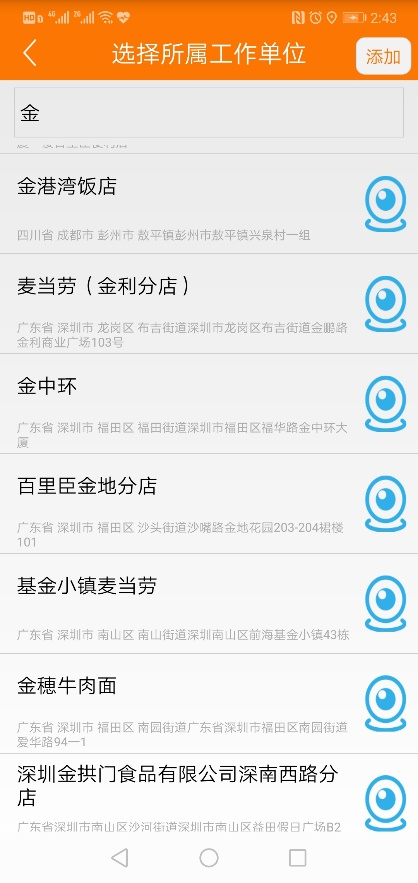 HD 4G 2G 2:43
选择所属工作单位
添加
金
金港湾饭店
四川省 成都市 彭州市 敖平镇彭州市敖平镇兴泉村一组
麦当劳（金利分店）
广东省 深圳市 龙岗区 布吉街道深圳市龙岗区布吉街道金鹏路
金利商业广场103号
金中环
广东省 深圳市 福田区 福田街道深圳市福田区福华路金中环大
厦
百里臣金地分店
广东省 深圳市 福田区 沙头街道沙嘴路金地花园203-204裙楼
101
基金小镇麦当劳
广东省 深圳市 南山区 南山街道深圳南山区前海基金小镇43栋
金穗牛肉面
广东省 深圳市 福田区 南园街道广东省深圳市福田区南园街道
爱华路94一1
深圳金拱门食品有限公司深南西路分
店
广东省深圳市南山区沙河街道深圳市南山区益田假日广场B2